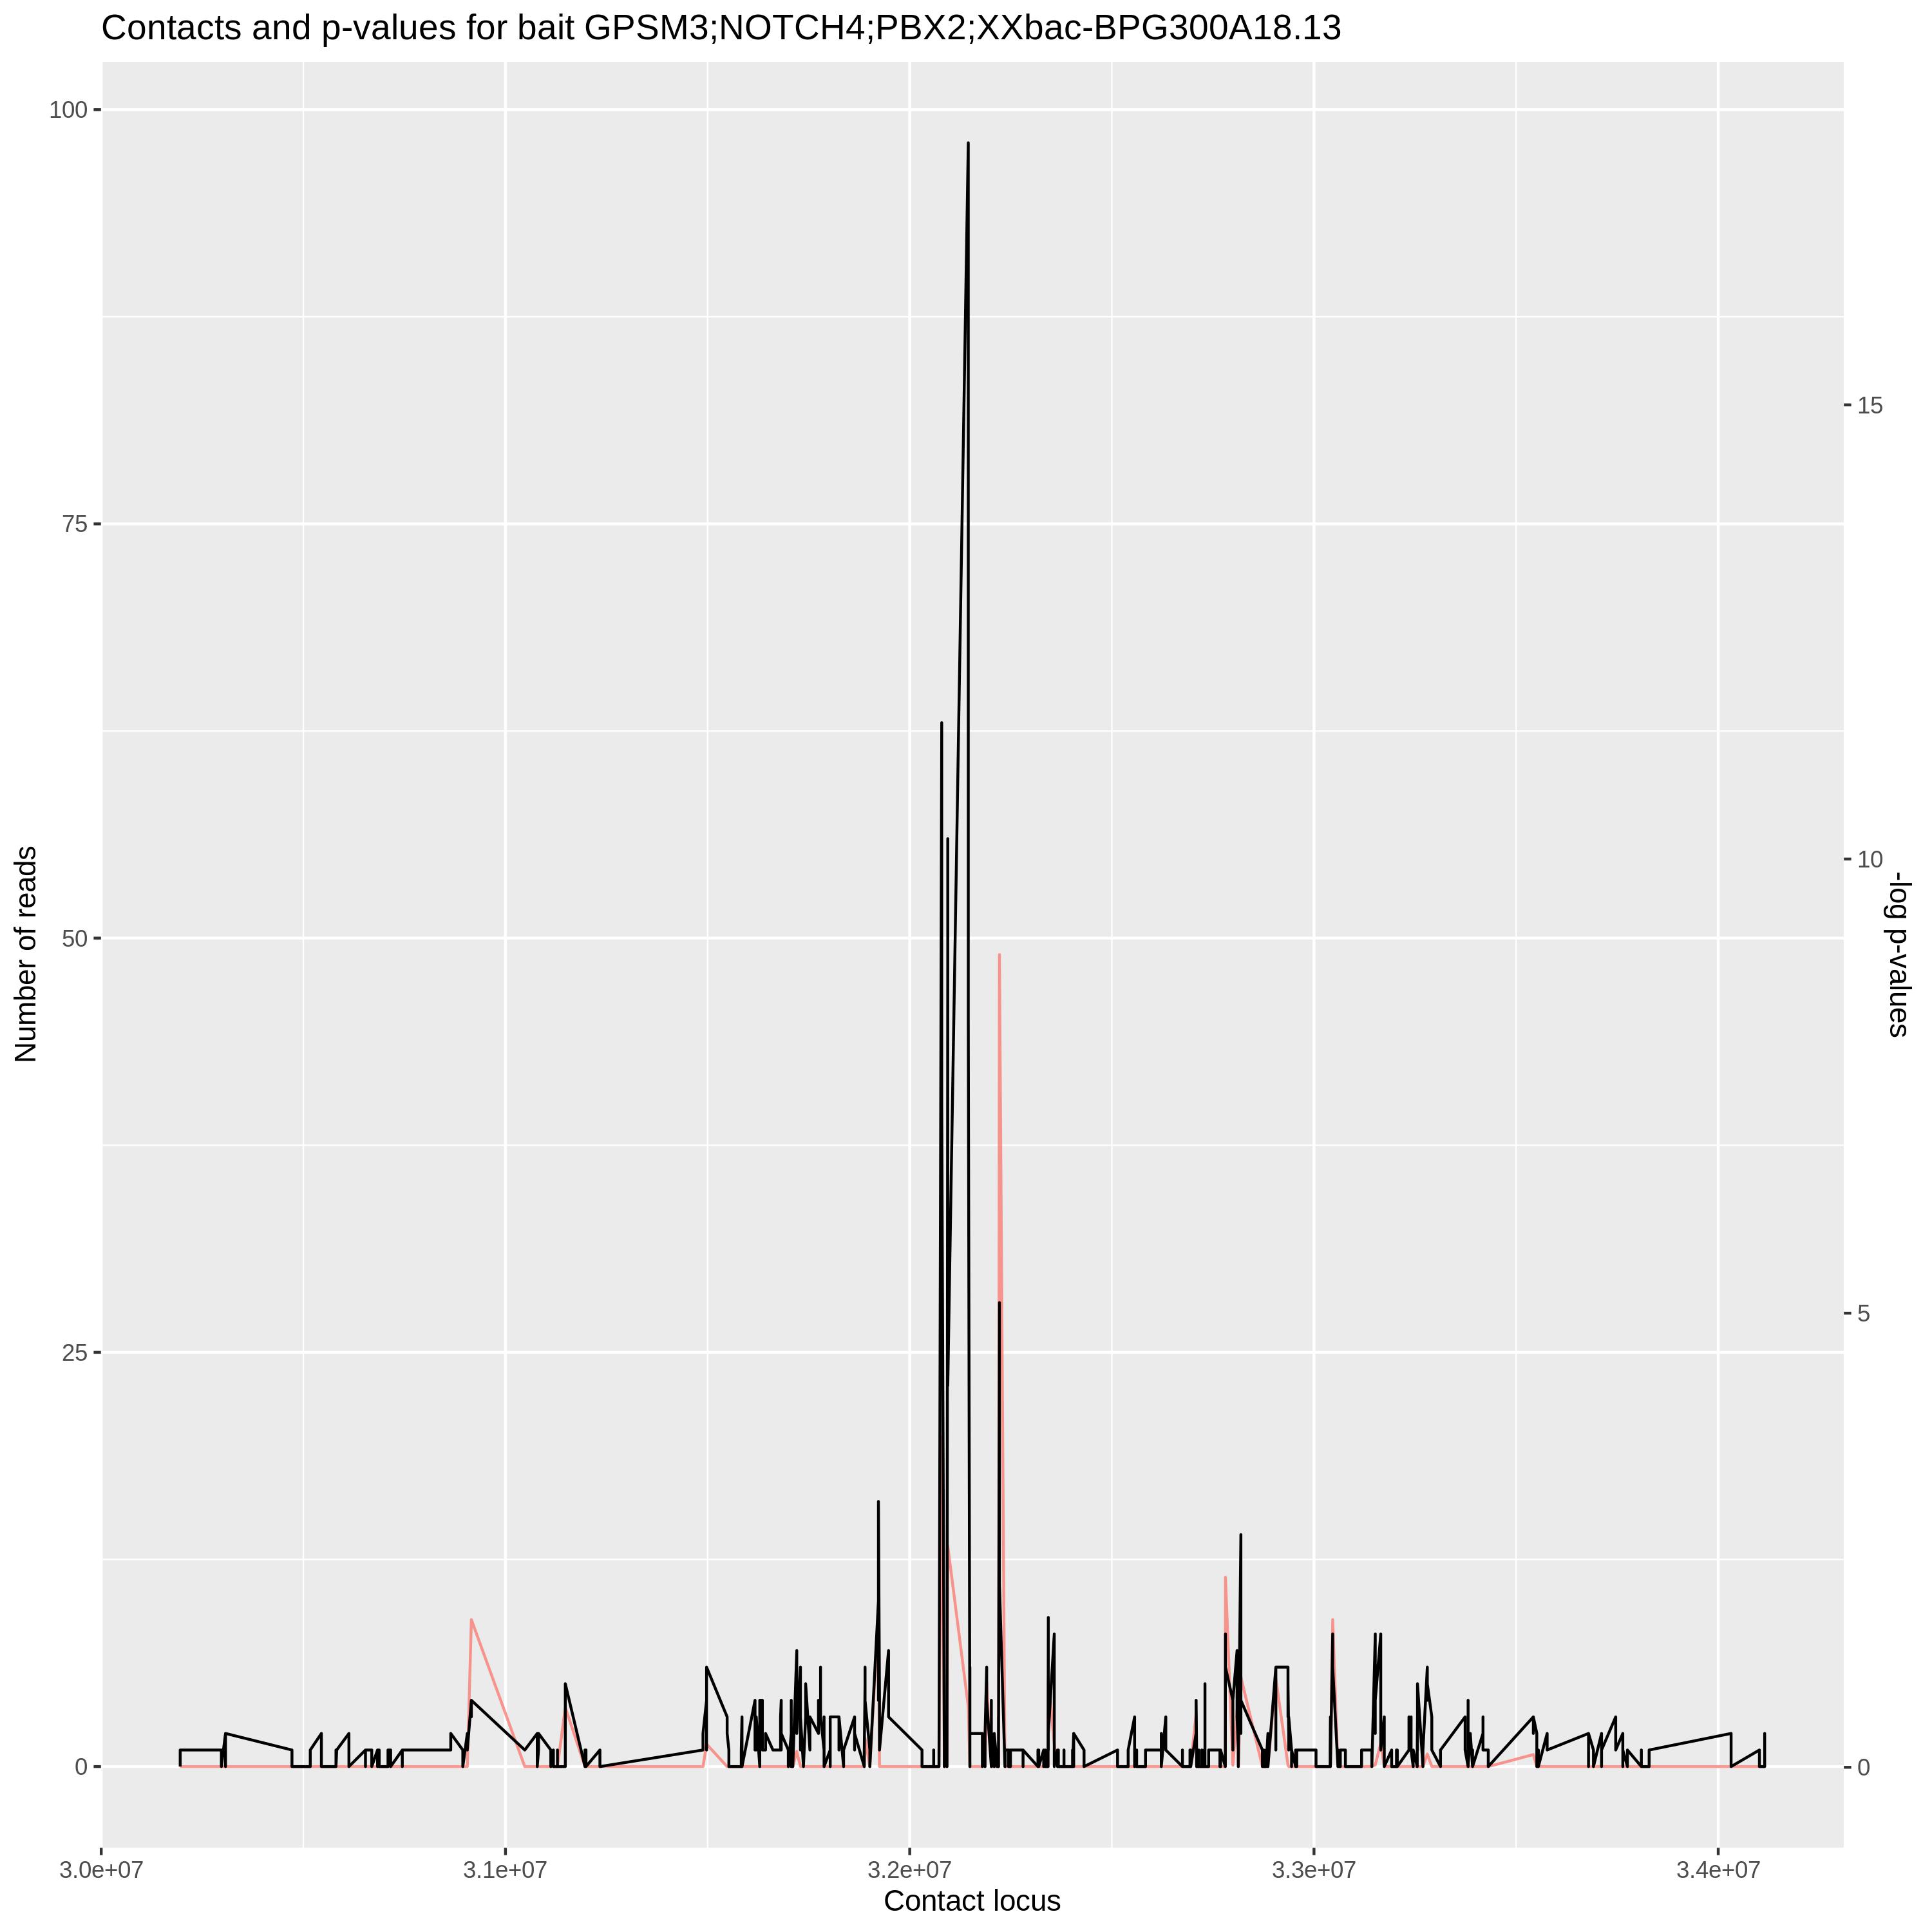 Contacts and p-values for bait GPSM3;NOTCH4;PBX2;XXbac-BPG300A18.13
100
75
50
25
0
Number of reads
15
10
5
0
-log p-values
3.0e+07
3.1e+07
3.2e+07
3.3e+07
3.4e+07
Contact locus